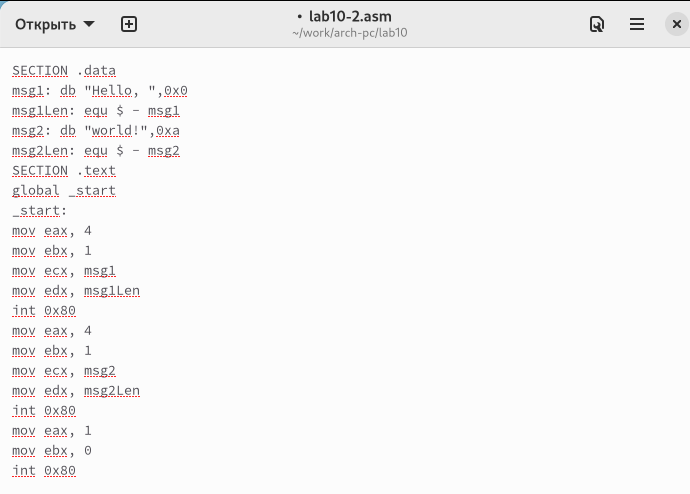 Открыть
• lab10-2.asm
~/work/arch-pc/lab10
SECTION .data
msg1: db "Hello, ",0x0
msg1Len: equ $ - msg1
msg2: db "world!",0xa
msg2Len: equ $ - msg2
SECTION .text
global _start
_start:
mov eax, 4
mov ebx, 1
mov ecx, msg1
mov edx, msg1Len
int 0x80
mov eax, 4
mov ebx, 1
mov ecx, msg2
mov edx, msg2Len
int 0x80
mov eax, 1
mov ebx, 0
int 0x80